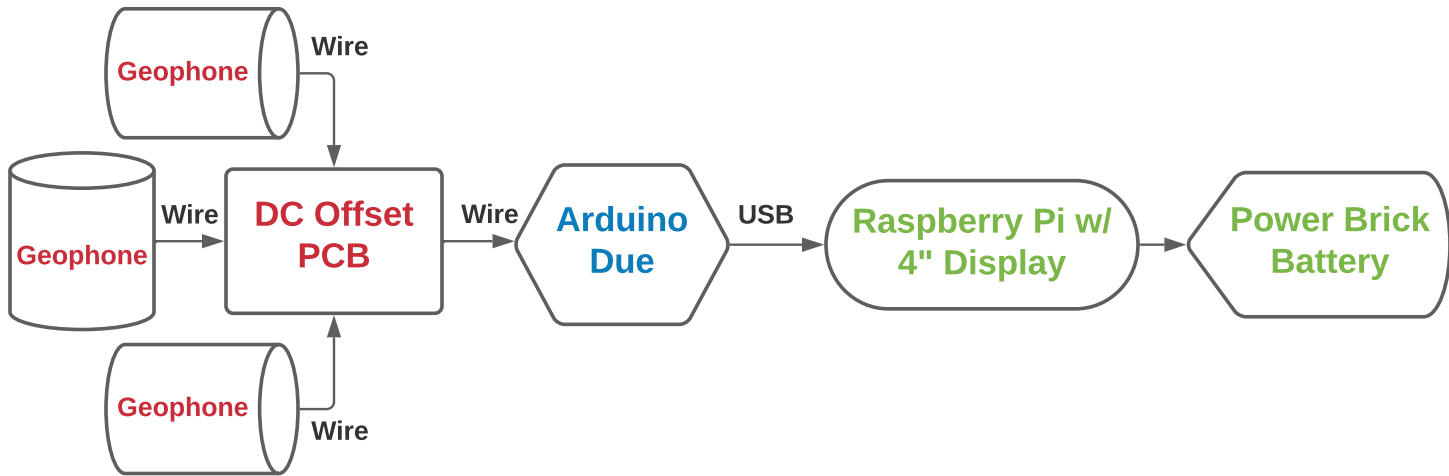 Wire
Geophone
Wire
Geophone
DC Offset
PCB
Wire
Arduino
Due
USB
Raspberry Pi w/
4" Display
Power Brick
Battery
Geophone
Wire